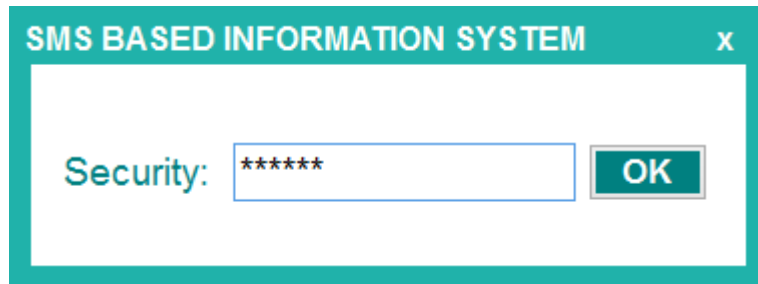 SMS BASED INFORMATION SYSTEM x
Security: ****** OK